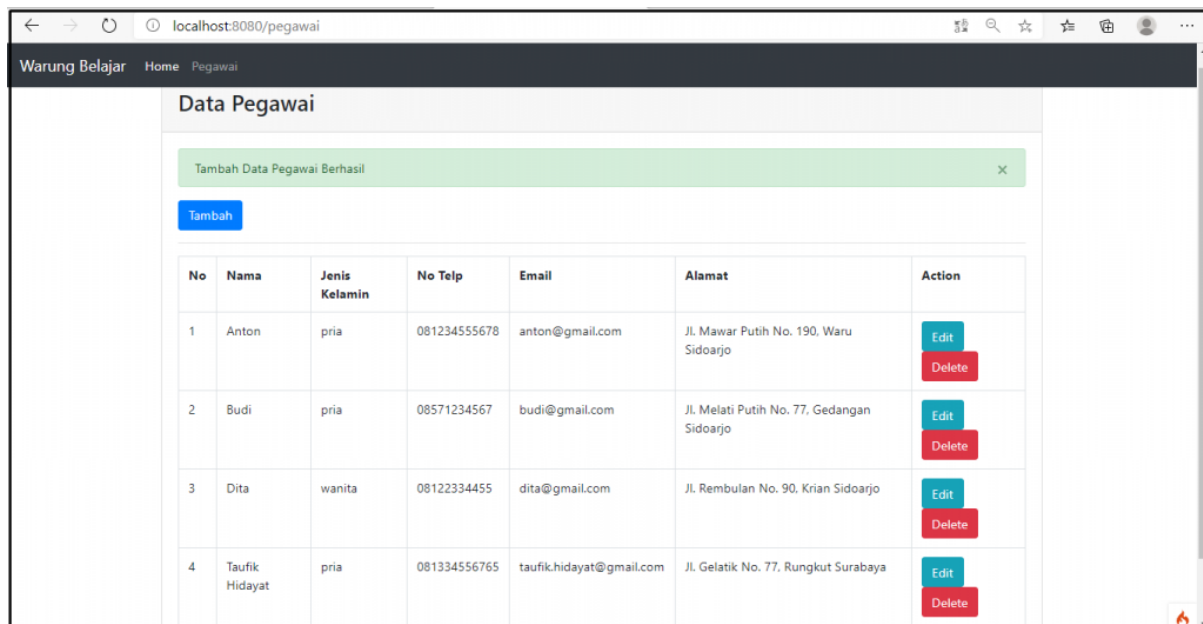 localhost:8080/pegawai
Warung Belajar Home Pegawai
Data Pegawai
Tambah Data Pegawai Berhasil ×
Tambah
No Nama Jenis Kelamin No Telp Email Alamat Action
1 Anton pria 081234555678 anton@gmail.com Jl. Mawar Putih No. 190, Waru Sidoarjo Edit Delete
2 Budi pria 08571234567 budi@gmail.com Jl. Melati Putih No. 77, Gedangan Sidoarjo Edit Delete
3 Dita wanita 08122334455 dita@gmail.com Jl. Rembulan No. 90, Krian Sidoarjo Edit Delete
4 Taufik Hidayat pria 081334556765 taufik.hidayat@gmail.com Jl. Gelatik No. 77, Rungkut Surabaya Edit Delete